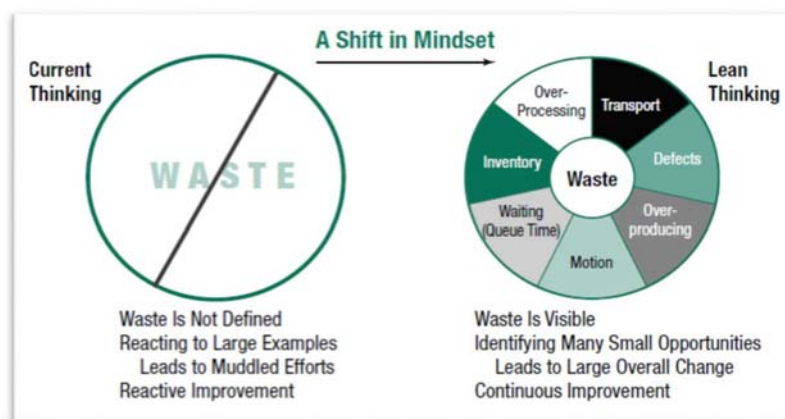 A Shift in Mindset
Current
Thinking
WASTE
Waste Is Not Defined
Reacting to Large Examples
Leads to Muddled Efforts
Reactive Improvement
Lean
Thinking
Over-
Processing
Transport
Inventory
Defects
Waste
Waiting
(Queue Time)
Over-
producing
Motion
Waste Is Visible
Identifying Many Small Opportunities
Leads to Large Overall Change
Continuous Improvement